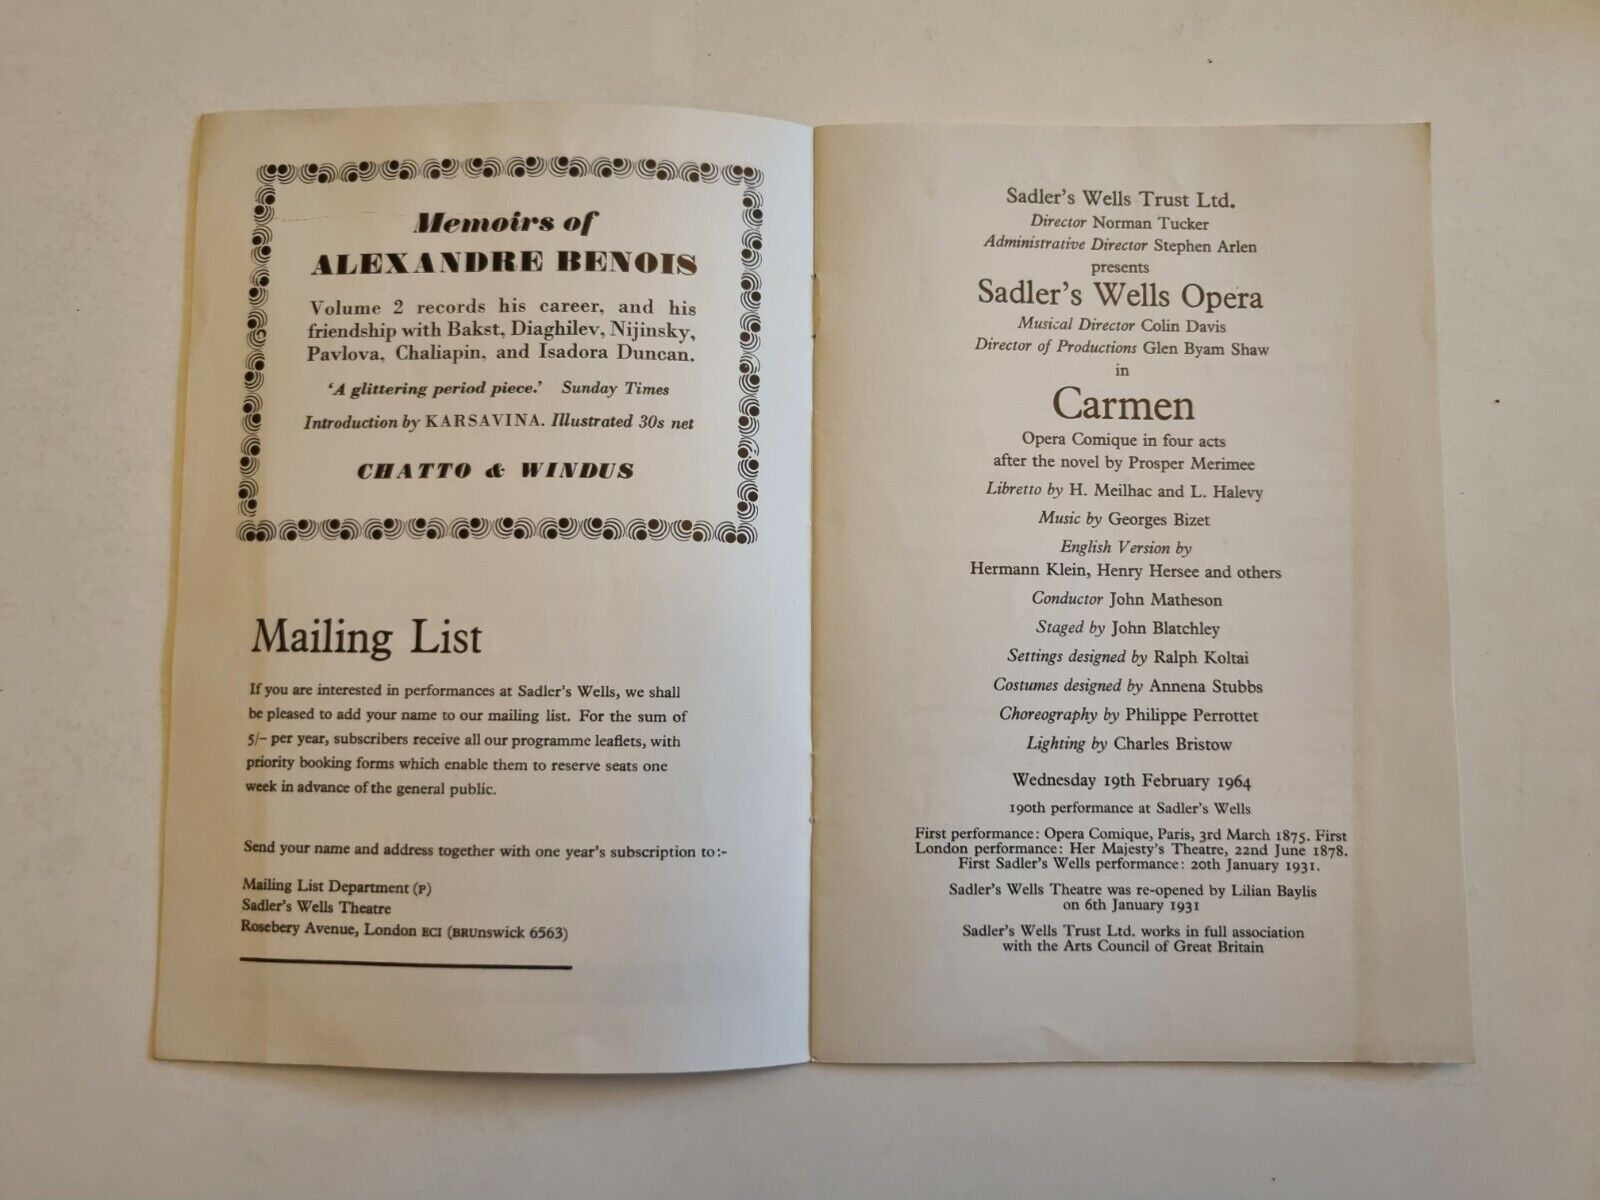 Memoirs of
ALEXANDRE BENOIS
Volume 2 records his career, and his
friendship with Bakst, Diaghilev, Nijinsky,
Pavlova, Chaliapin, and Isadora Duncan.
'A glittering period piece.' Sunday Times
Introduction by KARSAVINA. Illustrated 30s net
CHATTO & WINDUS
Mailing List
If you are interested in performances at Sadler's Wells, we shall
be pleased to add your name to our mailing list. For the sum of
5/– per year, subscribers receive all our programme leaflets, with
priority booking forms which enable them to reserve seats one
week in advance of the general public.
Send your name and address together with one year's subscription to:-
Mailing List Department (P)
Sadler's Wells Theatre
Rosebery Avenue, London EC1 (BRUnswick 6563)
Sadler's Wells Trust Ltd.
Director Norman Tucker
Administrative Director Stephen Arlen
presents
Sadler's Wells Opera
Musical Director Colin Davis
Director of Productions Glen Byam Shaw
in
Carmen
Opera Comique in four acts
after the novel by Prosper Merimee
Libretto by H. Meilhac and L. Halevy
Music by Georges Bizet
English Version by
Hermann Klein, Henry Hersee and others
Conductor John Matheson
Staged by John Blatchley
Settings designed by Ralph Koltai
Costumes designed by Annena Stubbs
Choreography by Philippe Perrottet
Lighting by Charles Bristow
Wednesday 19th February 1964
190th performance at Sadler's Wells
First performance: Opera Comique, Paris, 3rd March 1875. First
London performance: Her Majesty's Theatre, 22nd June 1878.
First Sadler's Wells performance: 20th January 1931.
Sadler's Wells Theatre was re-opened by Lilian Baylis
on 6th January 1931
Sadler's Wells Trust Ltd. works in full association
with the Arts Council of Great Britain